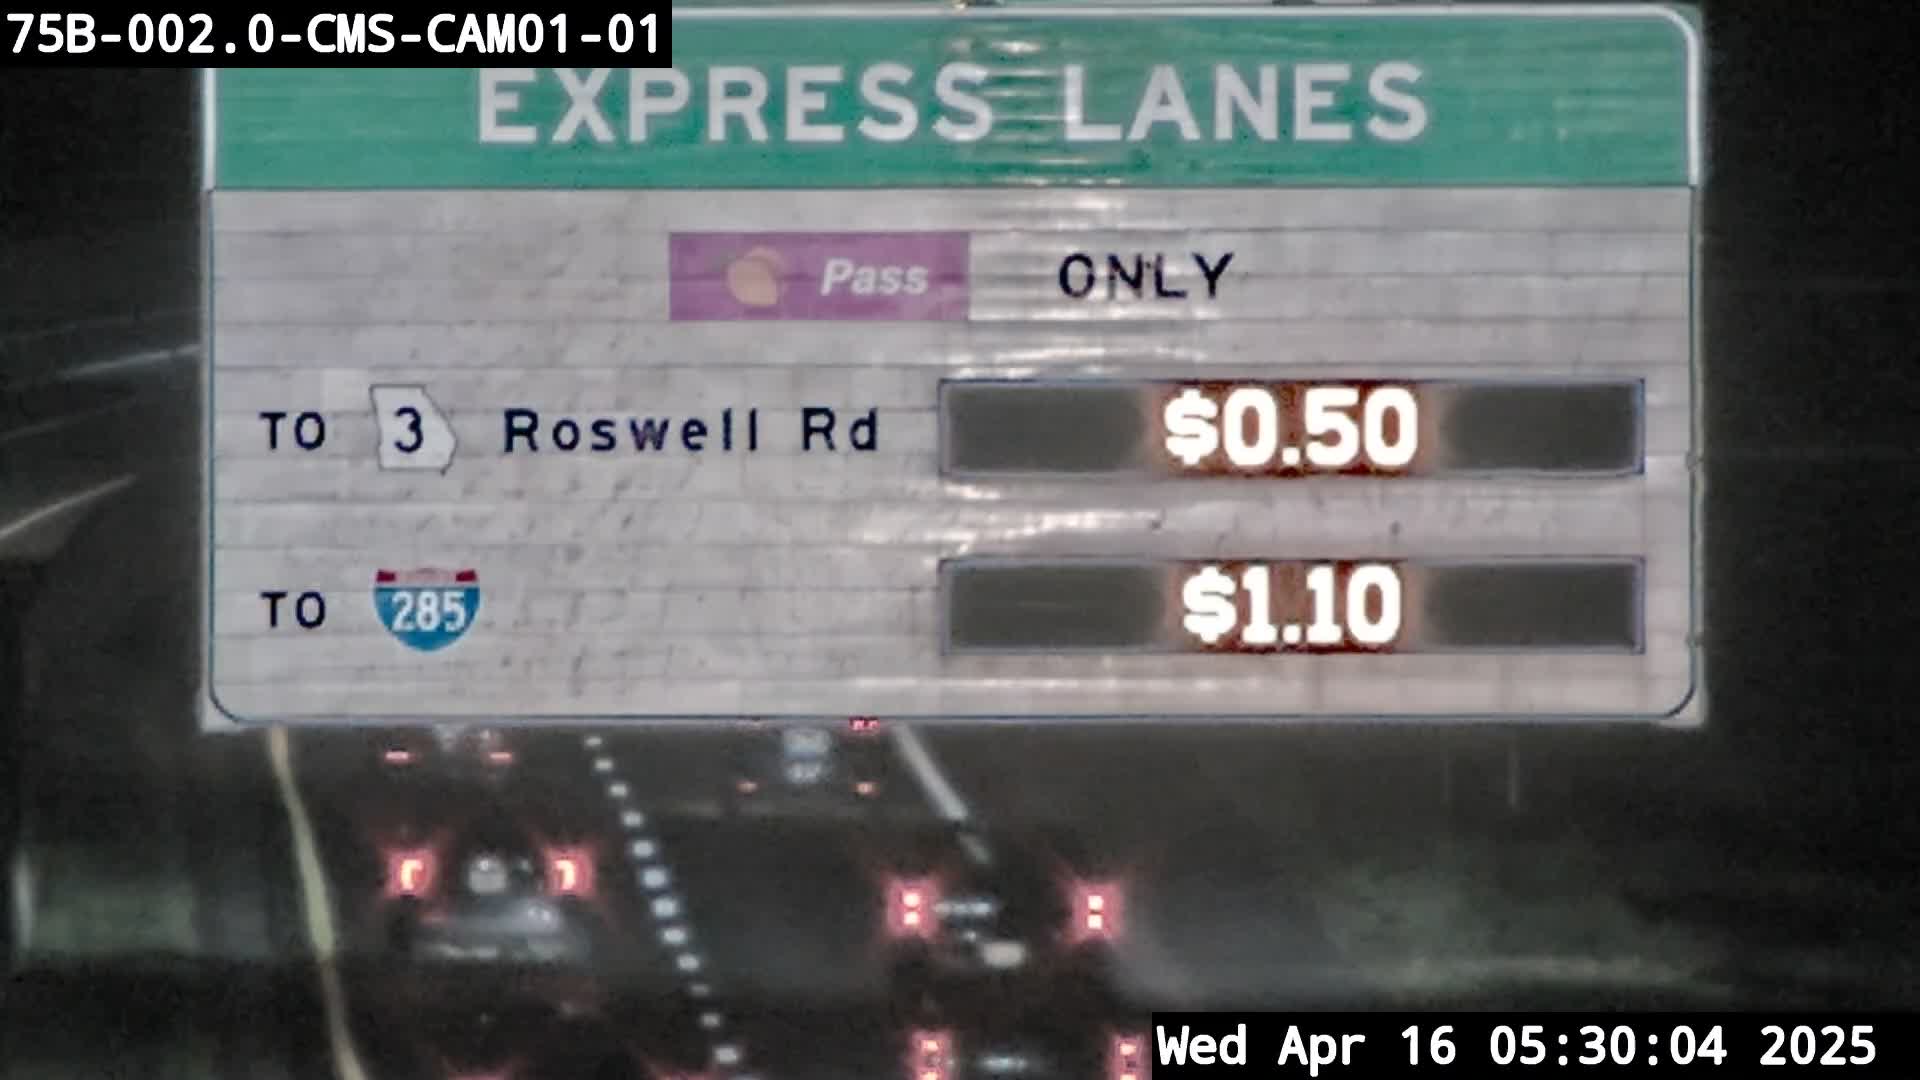 75B-002.0-CMS-CAM01-01
EXPRESS LANES
Pass ONLY
TO 3 Roswell Rd $0.50
TO 285 $1.10
Wed Apr 16 05:30:04 2025